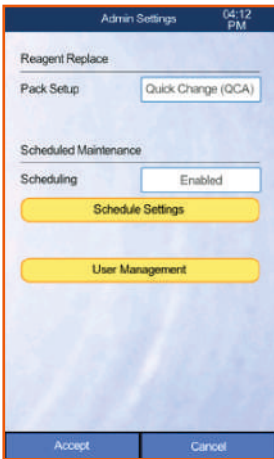 Admin Settings 04:12
PM
Reagent Replace
Pack Setup Quick Change (QCA)
Scheduled Maintenance
Scheduling Enabled
Schedule Settings
User Management
Accept Cancel